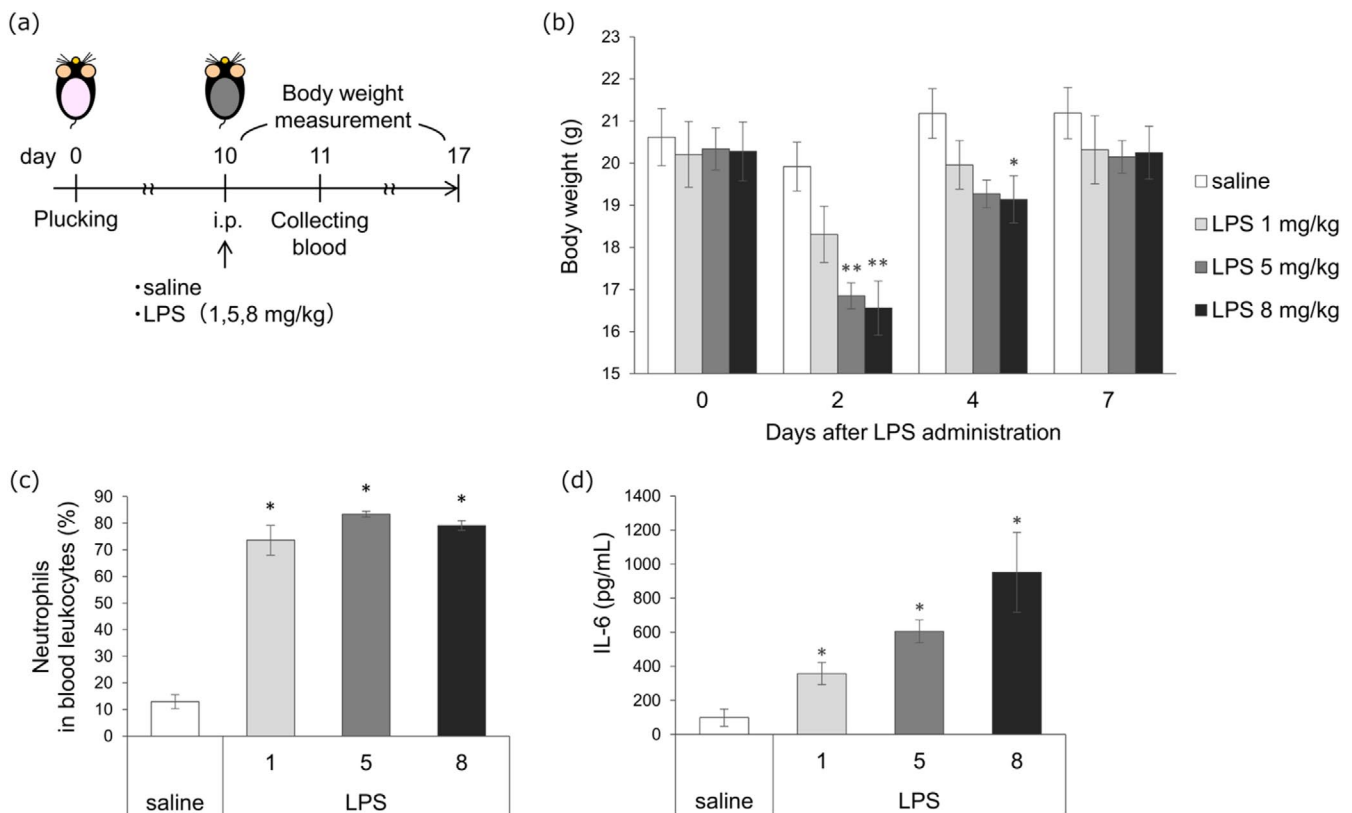 (a)
Body weight
measurement
day 0 10 11 17
Plucking i.p. Collecting
blood
・saline
・LPS（1,5,8 mg/kg）
(b)
Body weight (g)
23
22
21
20
19
18
17
16
15
** **
*
0 2 4 7
Days after LPS administration
saline
LPS 1 mg/kg
LPS 5 mg/kg
LPS 8 mg/kg
(c)
Neutrophils
in blood leukocytes (%)
90
80
70
60
50
40
30
20
10
0
* * *
1 5 8
saline LPS
(d)
IL-6 (pg/mL)
1400
1200
1000
800
600
400
200
0
* * *
1 5 8
saline LPS